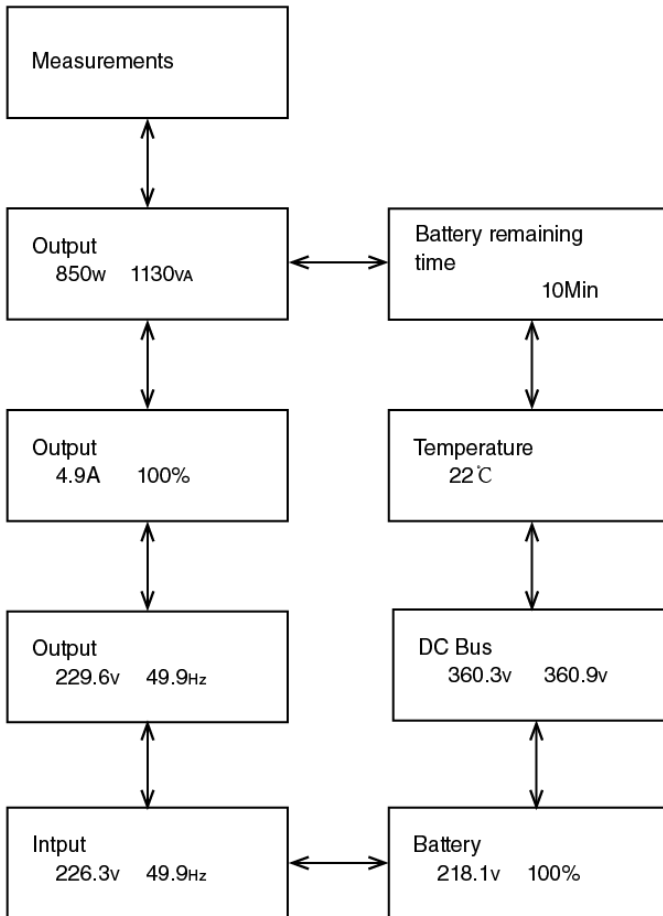 Measurements
Output
850W 1130VA
Output
4.9A 100%
Output
229.6V 49.9Hz
Intput
226.3V 49.9Hz
Battery remaining
time
10Min
Temperature
22℃
DC Bus
360.3V 360.9V
Battery
218.1V 100%